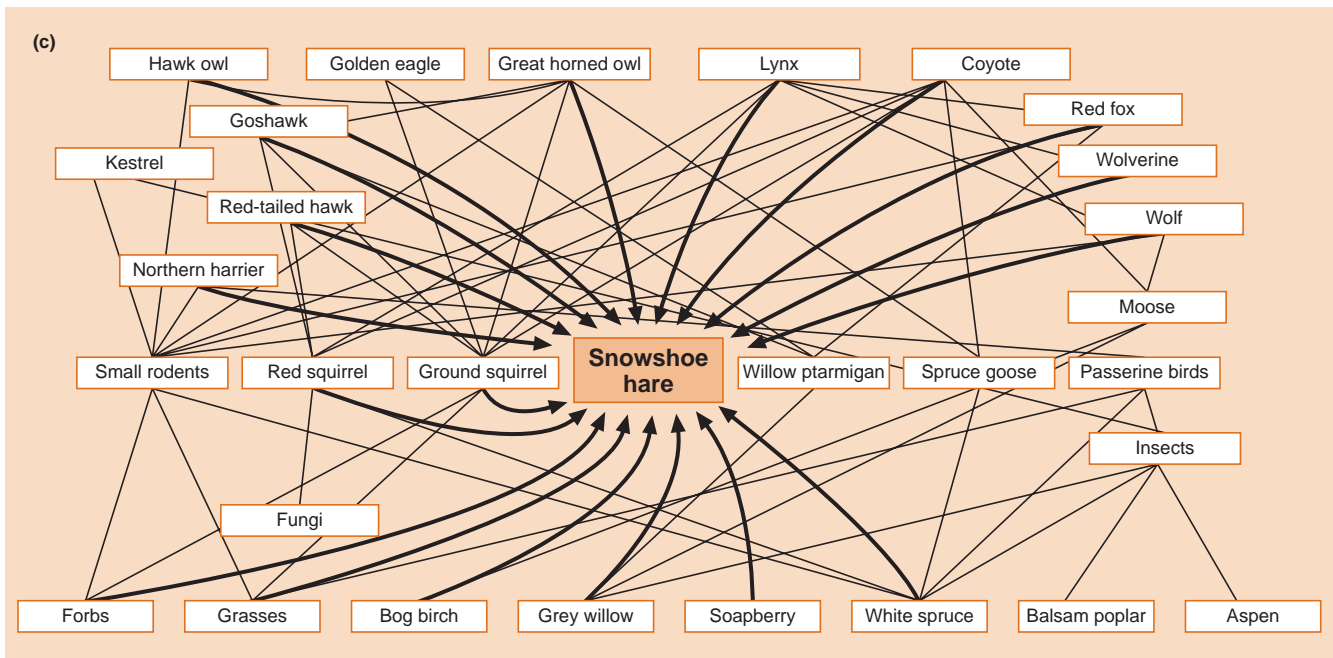 (c)
Hawk owl
Golden eagle
Great horned owl
Lynx
Coyote
Red fox
Goshawk
Kestrel
Wolverine
Red-tailed hawk
Wolf
Northern harrier
Moose
Small rodents
Red squirrel
Ground squirrel
Snowshoe
hare
Willow ptarmigan
Spruce goose
Passerine birds
Insects
Fungi
Forbs
Grasses
Bog birch
Grey willow
Soapberry
White spruce
Balsam poplar
Aspen